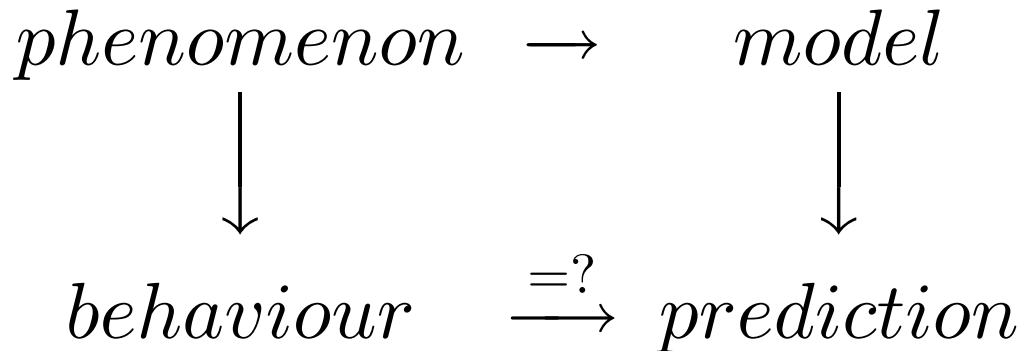 phenomenon → model
=?
behaviour → prediction